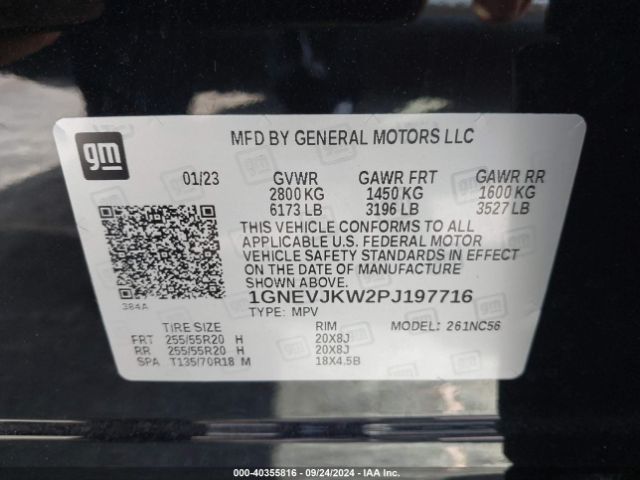 gm
MFD BY GENERAL MOTORS LLC
01/23 GVWR GAWR FRT GAWR RR
2800 KG 1450 KG 1600 KG
6173 LB 3196 LB 3527 LB
THIS VEHICLE CONFORMS TO ALL
APPLICABLE U.S. FEDERAL MOTOR
VEHICLE SAFETY STANDARDS IN EFFECT
ON THE DATE OF MANUFACTURE
SHOWN ABOVE.
384A
1GNEVJKW2PJ197716
TYPE: MPV MODEL: 261NC56
TIRE SIZE RIM
FRT 255/55R20 H 20X8J
RR 255/55R20 H 20X8J
SPA T135/70R18 M 18X4.5B
000-40355816 - 09/24/2024 - IAA Inc.